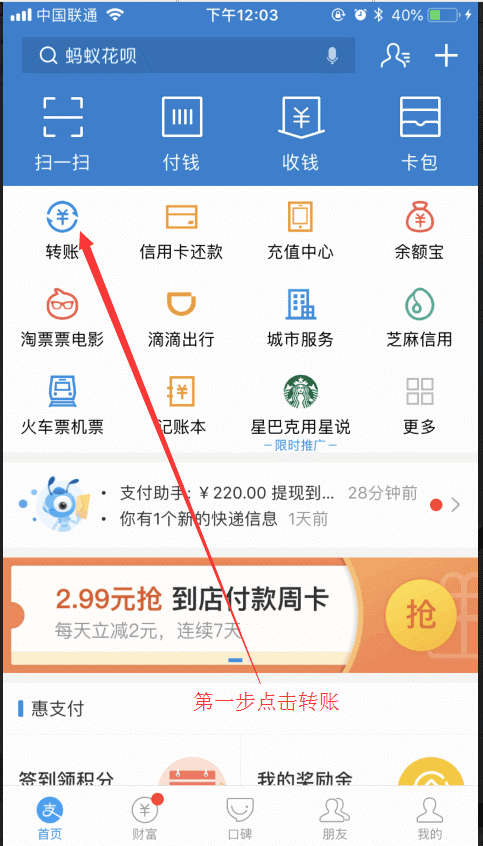 中国联通 下午12:03 40%
蚂蚁花呗
扫一扫 付钱 收钱 卡包
转账 信用卡还款 充值中心 余额宝
淘票票电影 滴滴出行 城市服务 芝麻信用
火车票机票 记账本 星巴克用星说 更多
限时推广
· 支付助手: ¥220.00 提现到... 28分钟前
· 你有1个新的快递信息 1天前
2.99元抢 到店付款周卡
每天立减2元，连续7天
抢
第一步点击转账
惠支付
签到领积分 我的奖励金
首页 财富 口碑 朋友 我的